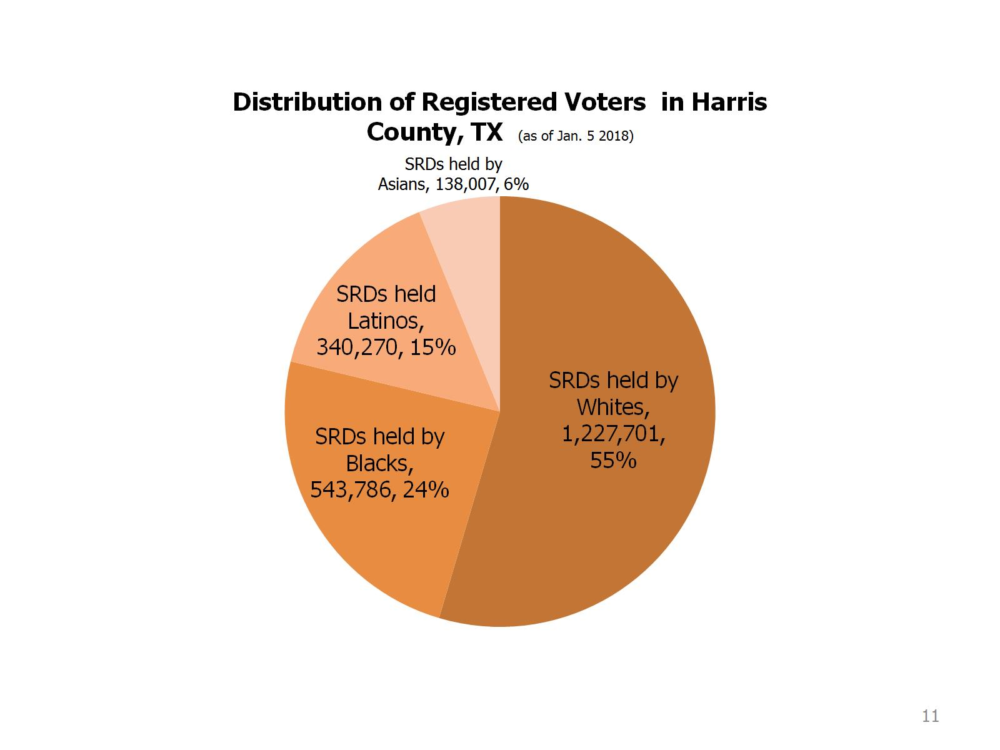 Distribution of Registered Voters in Harris
County, TX (as of Jan. 5 2018)
SRDs held by
Asians, 138,007, 6%
SRDs held
Latinos,
340,270, 15%
SRDs held by
Whites,
1,227,701,
55%
SRDs held by
Blacks,
543,786, 24%
11